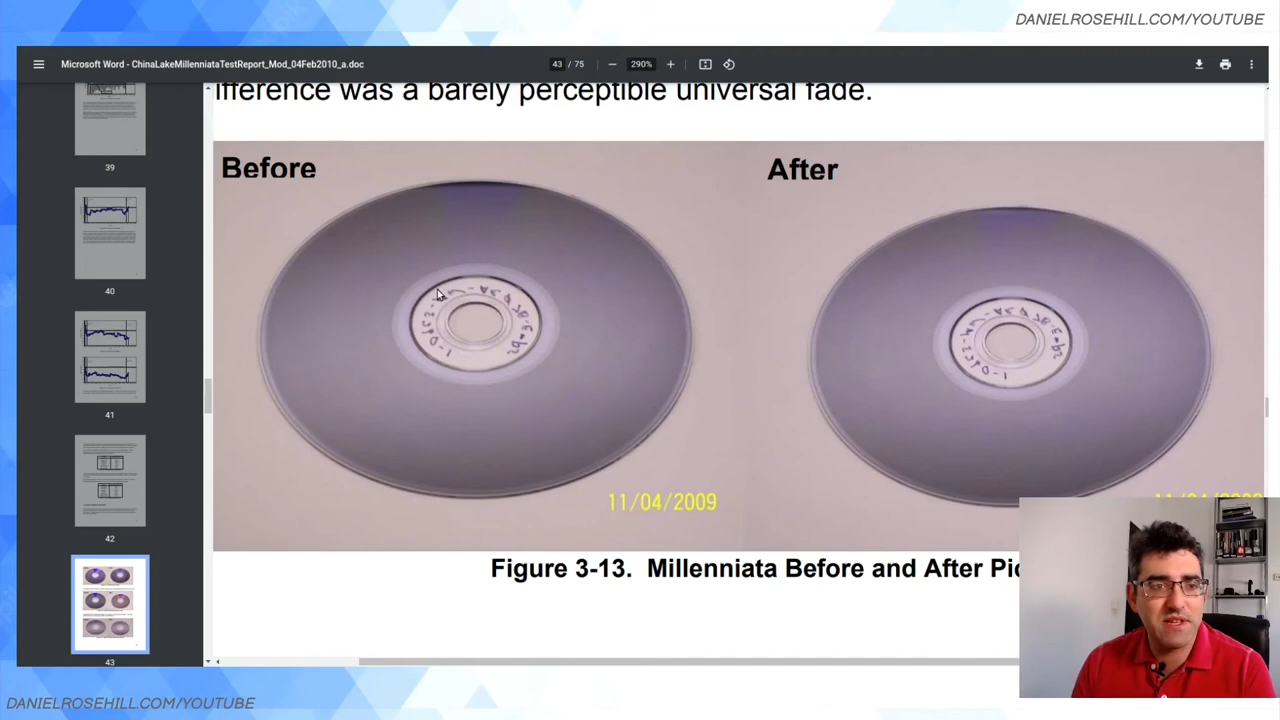 DANIELROSEHILL.COM/YOUTUBE
Microsoft Word - ChinaLakeMillenniataTestReport_Mod_04Feb2010_a.doc
43 / 75
290%
ifference was a barely perceptible universal fade.
39
Before
After
40
41
11/04/2009
42
Figure 3-13. Millenniata Before and After Pic
43
DANIELROSEHILL.COM/YOUTUBE